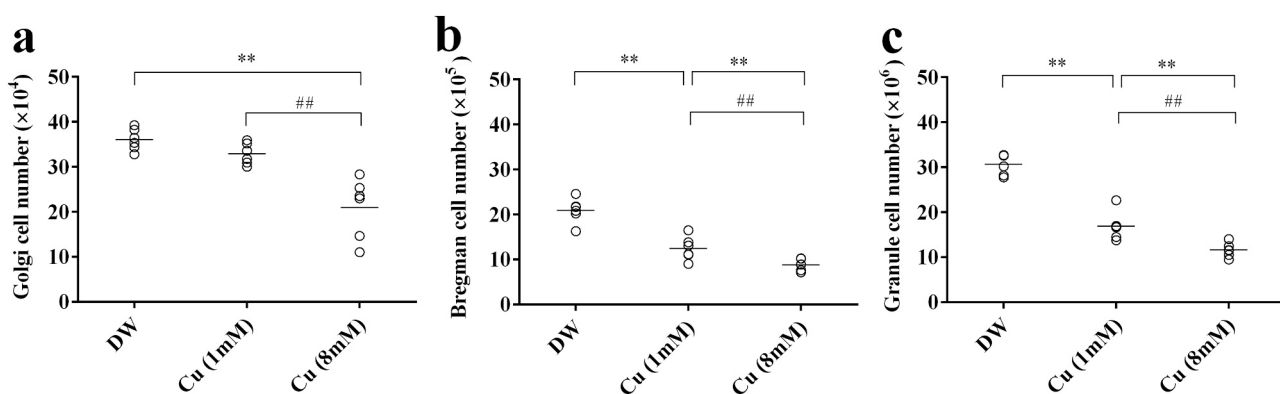 a
**
##
Golgi cell number (×10⁴)
50
40
30
20
10
0
DW
Cu (1mM)
Cu (8mM)
b
**
**
##
Bregman cell number (×10⁵)
50
40
30
20
10
0
DW
Cu (1mM)
Cu (8mM)
c
**
**
##
Granule cell number (×10⁶)
50
40
30
20
10
0
DW
Cu (1mM)
Cu (8mM)